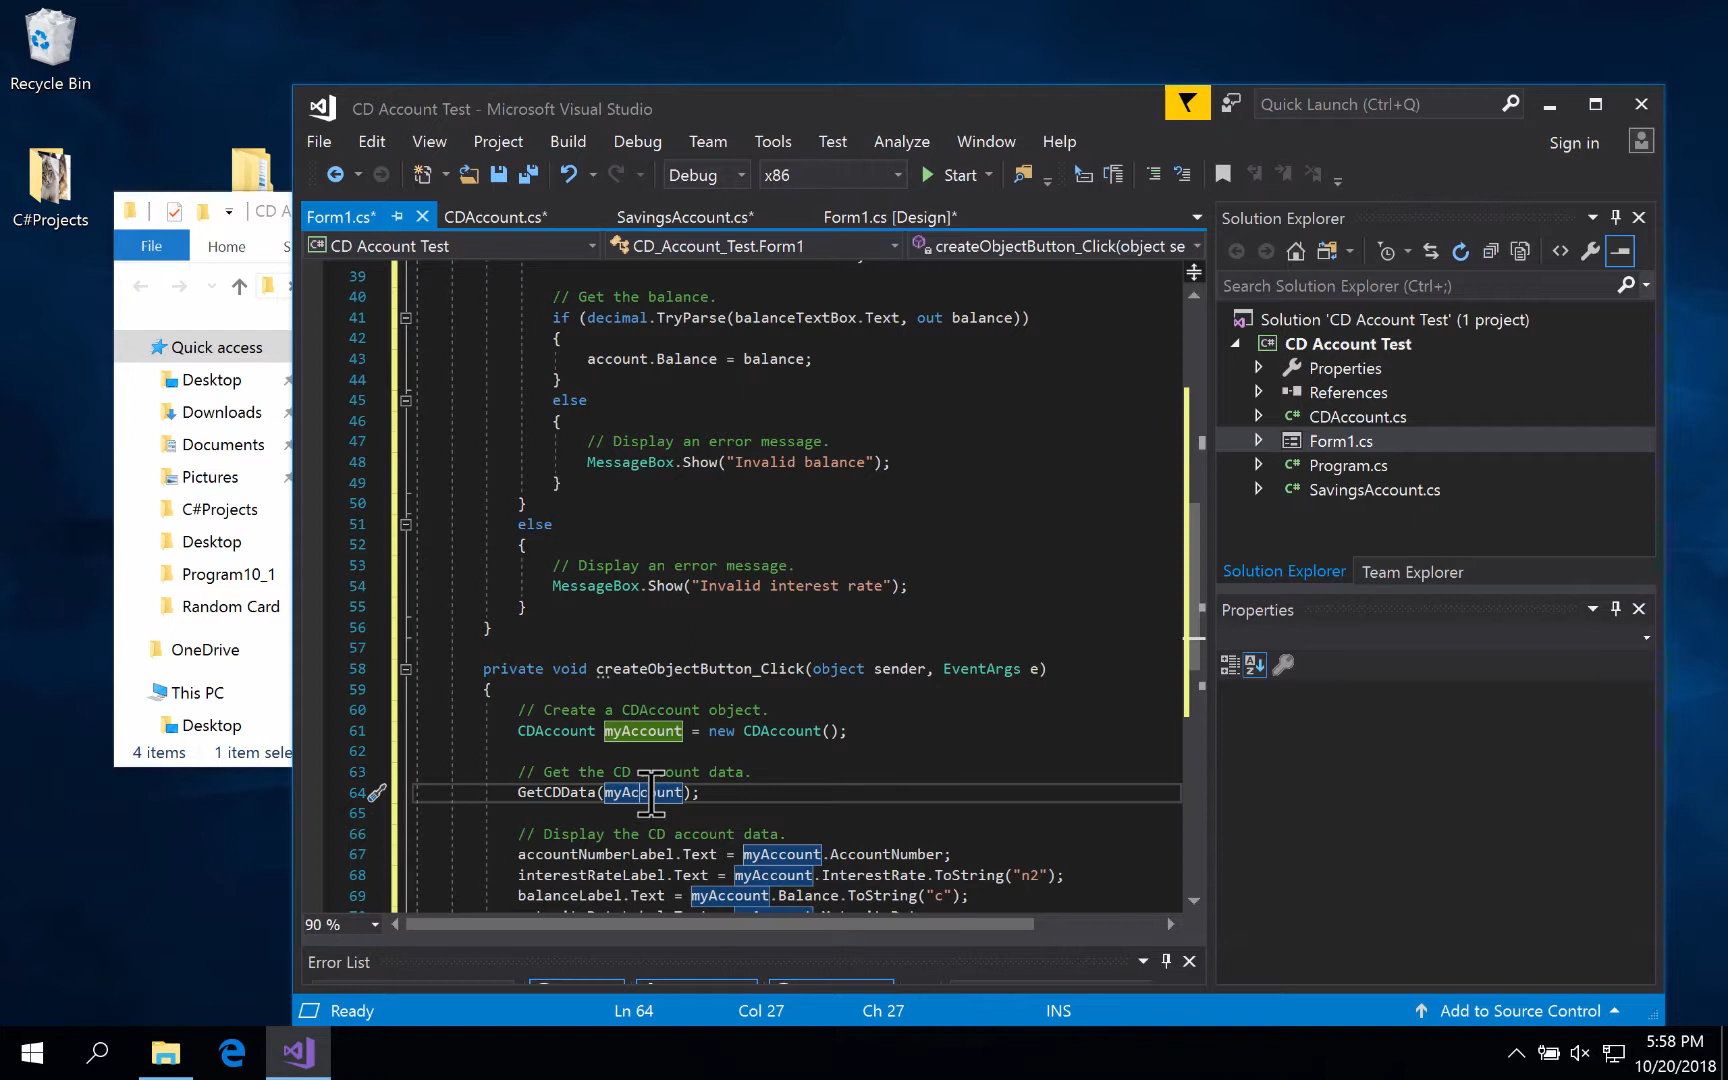 Recycle Bin
C#Projects
CD A
File
Home
S
Quick access
Desktop
Downloads
Documents
Pictures
C#Projects
Desktop
Program10_1
Random Card
OneDrive
This PC
Desktop
4 items
1 item sele
CD Account Test - Microsoft Visual Studio
Quick Launch (Ctrl+Q)
File Edit View Project Build Debug Team Tools Test Analyze Window Help
Sign in
Debug
x86
Start
Form1.cs*
CDAccount.cs*
SavingsAccount.cs*
Form1.cs [Design]*
CD Account Test
CD_Account_Test.Form1
createObjectButton_Click(object se
39
40 // Get the balance.
41 if (decimal.TryParse(balanceTextBox.Text, out balance))
42 {
43 account.Balance = balance;
44 }
45 else
46 {
47 // Display an error message.
48 MessageBox.Show("Invalid balance");
49 }
50 }
51 else
52 {
53 // Display an error message.
54 MessageBox.Show("Invalid interest rate");
55 }
56 }
57
58 private void createObjectButton_Click(object sender, EventArgs e)
59 {
60 // Create a CDAccount object.
61 CDAccount myAccount = new CDAccount();
62
63 // Get the CD account data.
64 GetCDData(myAccount);
65
66 // Display the CD account data.
67 accountNumberLabel.Text = myAccount.AccountNumber;
68 interestRateLabel.Text = myAccount.InterestRate.ToString("n2");
69 balanceLabel.Text = myAccount.Balance.ToString("c");
90 %
Error List
Ready
Ln 64
Col 27
Ch 27
INS
Add to Source Control
Solution Explorer
Search Solution Explorer (Ctrl+;)
Solution 'CD Account Test' (1 project)
CD Account Test
Properties
References
CDAccount.cs
Form1.cs
Program.cs
SavingsAccount.cs
Solution Explorer
Team Explorer
Properties
5:58 PM
10/20/2018